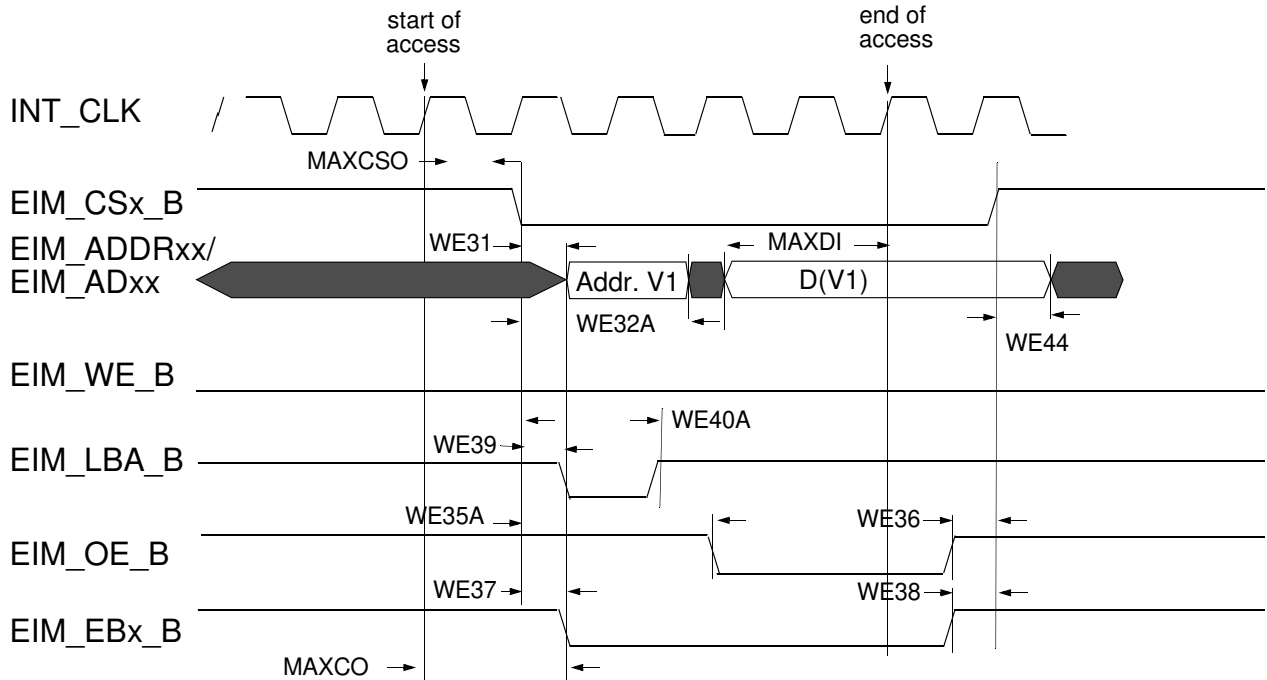 start of
access
end of
access
INT_CLK
MAXCSO
EIM_CSx_B
EIM_ADDRxx/
EIM_ADxx
WE31
MAXDI
Addr. V1
D(V1)
WE32A
WE44
EIM_WE_B
WE40A
WE39
EIM_LBA_B
WE35A
WE36
EIM_OE_B
WE37
WE38
EIM_EBx_B
MAXCO